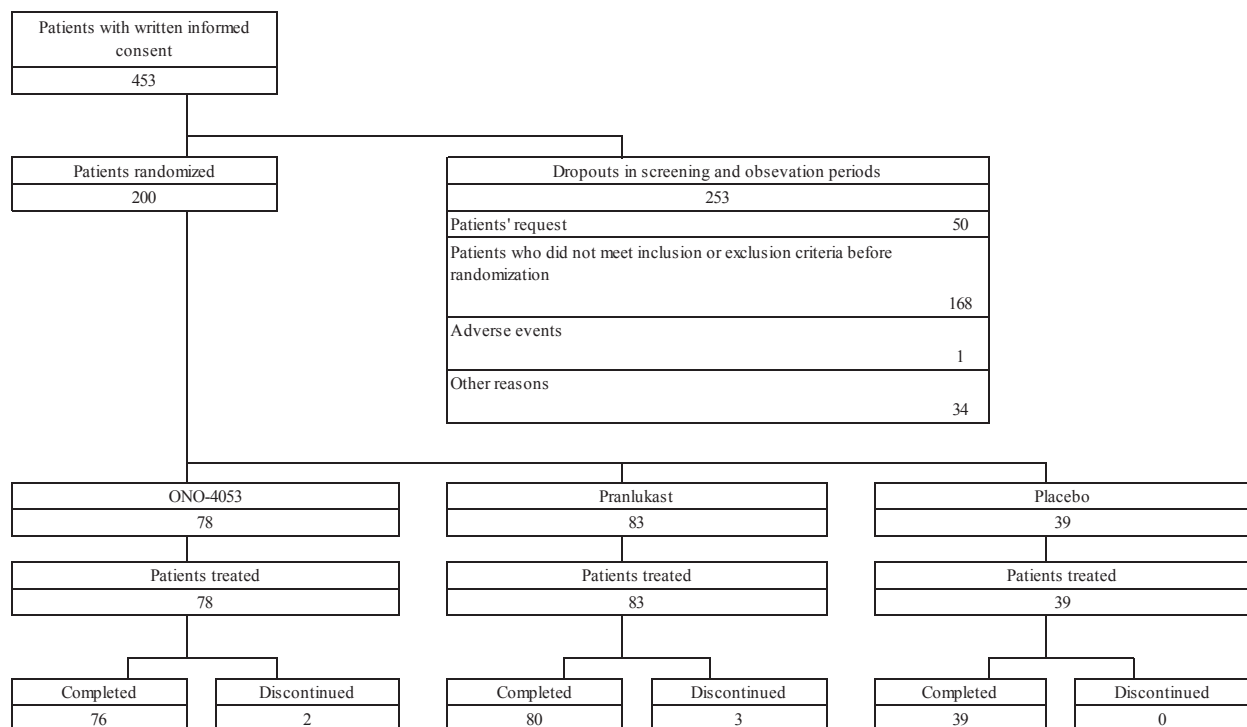 Patients with written informed
consent
453
Patients randomized
200
Dropouts in screening and obsevation periods
253
Patients' request 50
Patients who did not meet inclusion or exclusion criteria before
randomization
168
Adverse events
1
Other reasons
34
ONO-4053
78
Pranlukast
83
Placebo
39
Patients treated
78
Patients treated
83
Patients treated
39
Completed
76
Discontinued
2
Completed
80
Discontinued
3
Completed
39
Discontinued
0